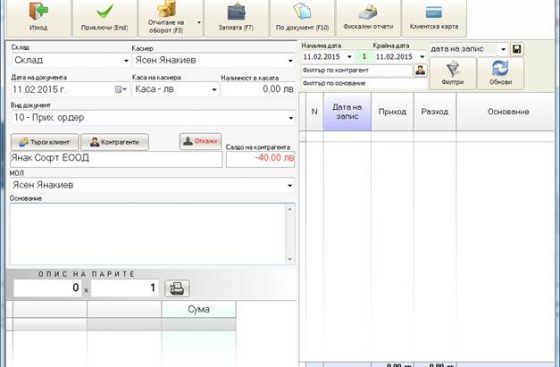 Изход
Приключи (End)
Отчитане на оборот (F3)
Заплата (F7)
По документ (F10)
Фискални отчети
Клиентска карта
Склад
Касиер
Склад
Ясен Янакиев
Дата на документа
Каса на касиера
Наличност в касата
11.02.2015 г.
Каса - лв
0,00 лв
Вид документ
10 - Прих. ордер
Търси клиент
Контрагенти
Откажи
Салдо на контрагента
Янак Софт ЕООД
-40,00 лв
МОЛ
Ясен Янакиев
Основание
ОПИС НА ПАРИТЕ
0 x 1
Сума
Начална дата
Крайна дата
дата на запис
11.02.2015
1
11.02.2015
Филтър по контрагент
Филтър по основание
Филтри
Обнови
N
Дата на запис
Приход
Разход
Основание
0,00 лв
0,00 лв